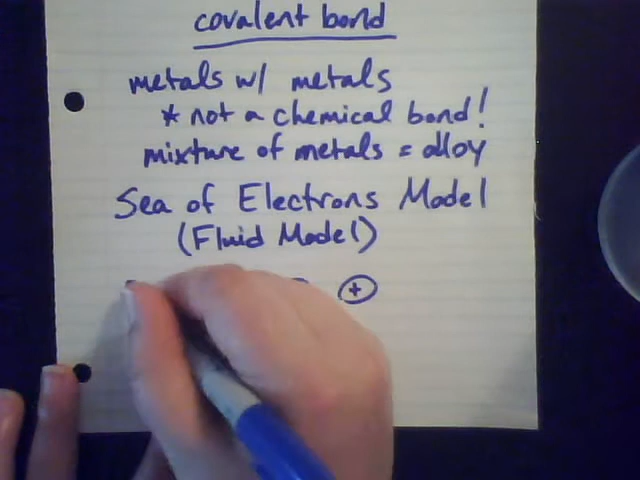 covalent bond
metals w/ metals
* not a chemical bond!
mixture of metals = alloy
Sea of Electrons Model
(Fluid Model)
+